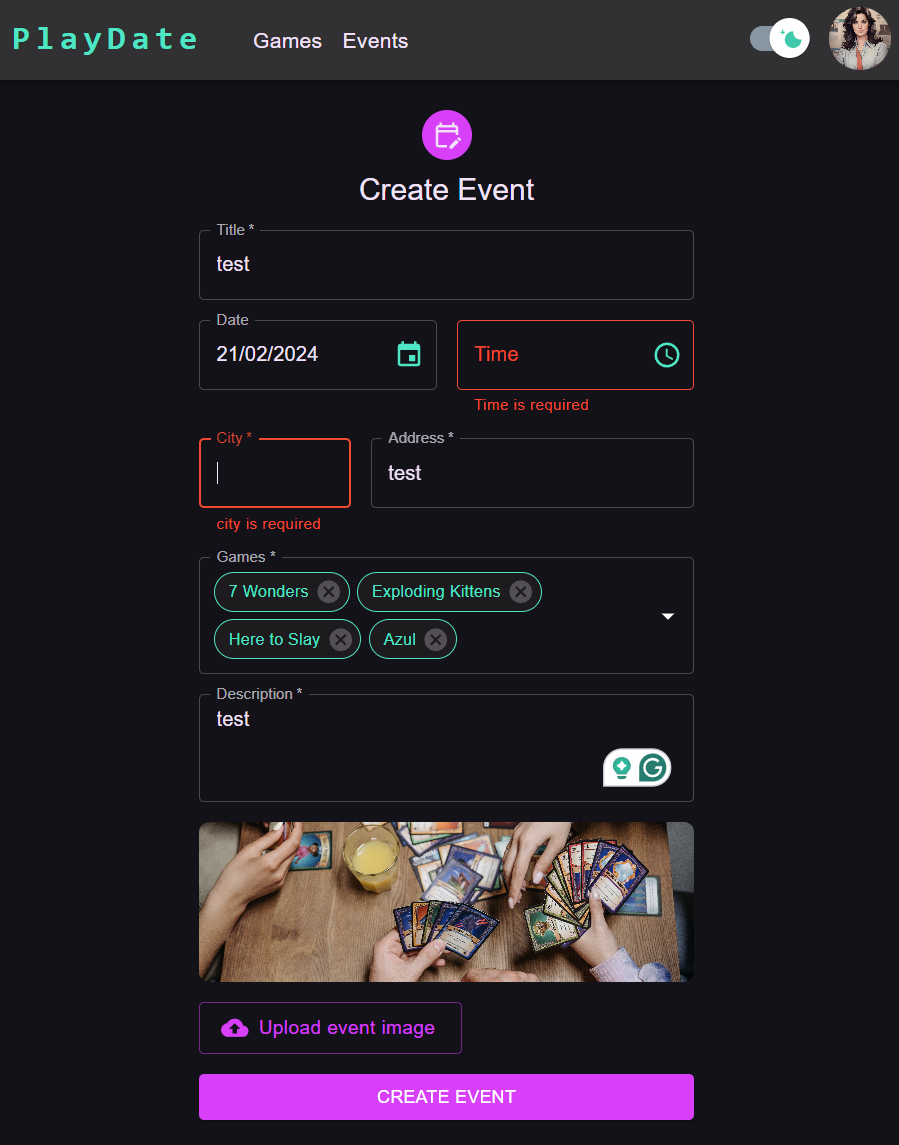 PlayDate Games Events
Create Event
Title *
test
Date
21/02/2024
Time
Time is required
City *
Address *
test
city is required
Games *
7 Wonders Exploding Kittens
Here to Slay Azul
Description *
test
G
Upload event image
CREATE EVENT